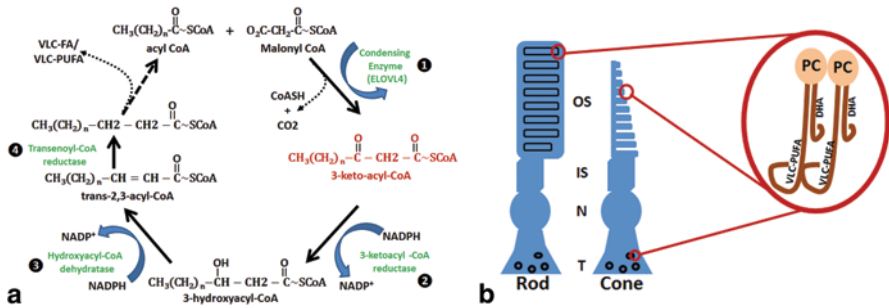 CH₃(CH₂)ₙ-C~SCoA
O
acyl CoA
+
O₂C-CH₂-C~SCoA
O
Malonyl CoA
VLC-FA/
VLC-PUFA
Condensing
Enzyme
(ELOVL4)
❶
CoASH
+
CO2
CH₃(CH₂)ₙ – CH2 – CH2 – C~SCoA
O
❹
Transenoyl-CoA
reductase
CH₃(CH₂)ₙ – C – CH2 – C~SCoA
O O
3-keto-acyl-CoA
CH₃(CH₂)ₙ – CH = CH – C~SCoA
O
trans-2,3-acyl-CoA
NADP⁺
❸
Hydroxyacyl-CoA
dehydratase
NADPH
NADPH
3-ketoacyl -CoA
reductase
❷
NADP⁺
CH₃(CH₂)ₙ – CH – CH2 – C~SCoA
OH O
3-hydroxyacyl-CoA
a
OS
IS
N
T
Rod
Cone
PC
PC
DHA
DHA
VLC-PUFA
VLC-PUFA
b